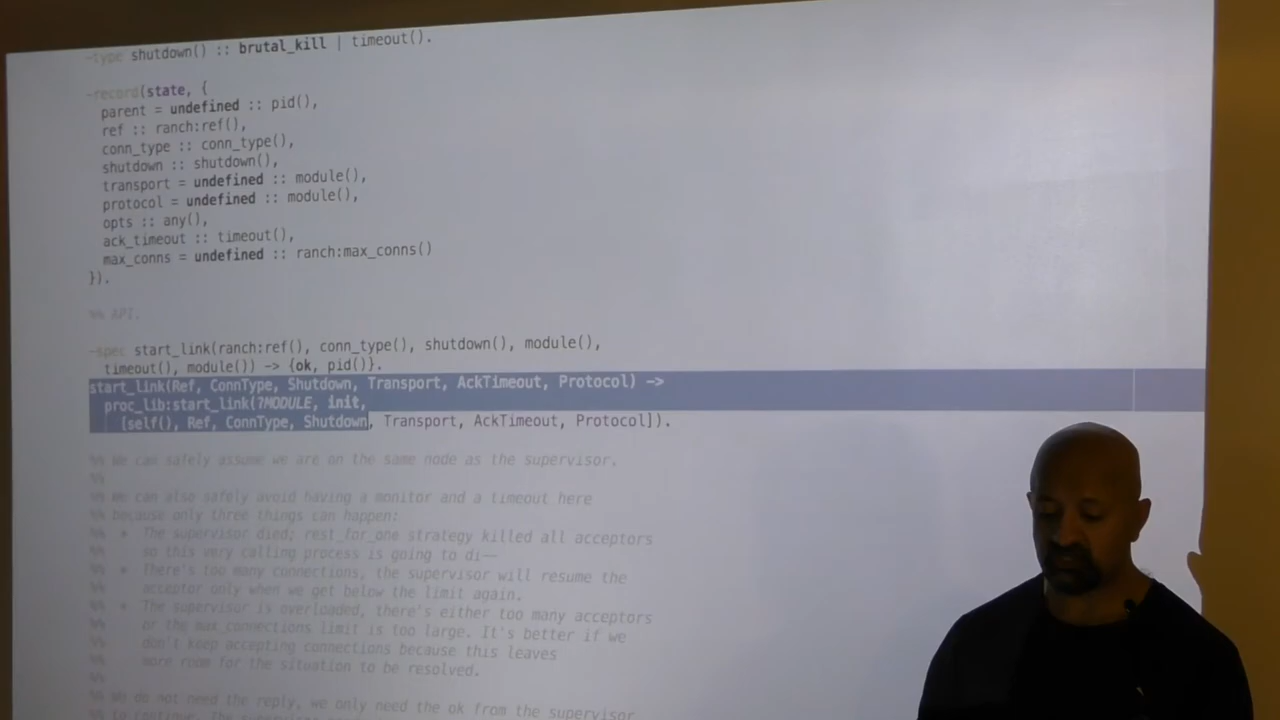 -type shutdown() :: brutal_kill | timeout().
-record(state, {
parent = undefined :: pid(),
ref :: ranch:ref(),
conn_type :: conn_type(),
shutdown :: shutdown(),
transport = undefined :: module(),
protocol = undefined :: module(),
opts :: any(),
ack_timeout :: timeout(),
max_conns = undefined :: ranch:max_conns()
}).
%% API.
-spec start_link(ranch:ref(), conn_type(), shutdown(), module(),
timeout(), module()) -> {ok, pid()}.
start_link(Ref, ConnType, Shutdown, Transport, AckTimeout, Protocol) ->
proc_lib:start_link(?MODULE, init,
[self(), Ref, ConnType, Shutdown, Transport, AckTimeout, Protocol]).
%% We can safely assume we are on the same node as the supervisor.
%%
%% We can also safely avoid having a monitor and a timeout here
%% because only three things can happen:
%% * The supervisor died; rest_for_one strategy killed all acceptors
%% so this very calling process is going to di--
%% * There's too many connections, the supervisor will resume the
%% acceptor only when we get below the limit again.
%% * The supervisor is overloaded, there's either too many acceptors
%% or the max_connections limit is too large. It's better if we
%% don't keep accepting connections because this leaves
%% more room for the situation to be resolved.
%%
%% We do not need the reply, we only need the ok from the supervisor
%% to continue. The supervisor